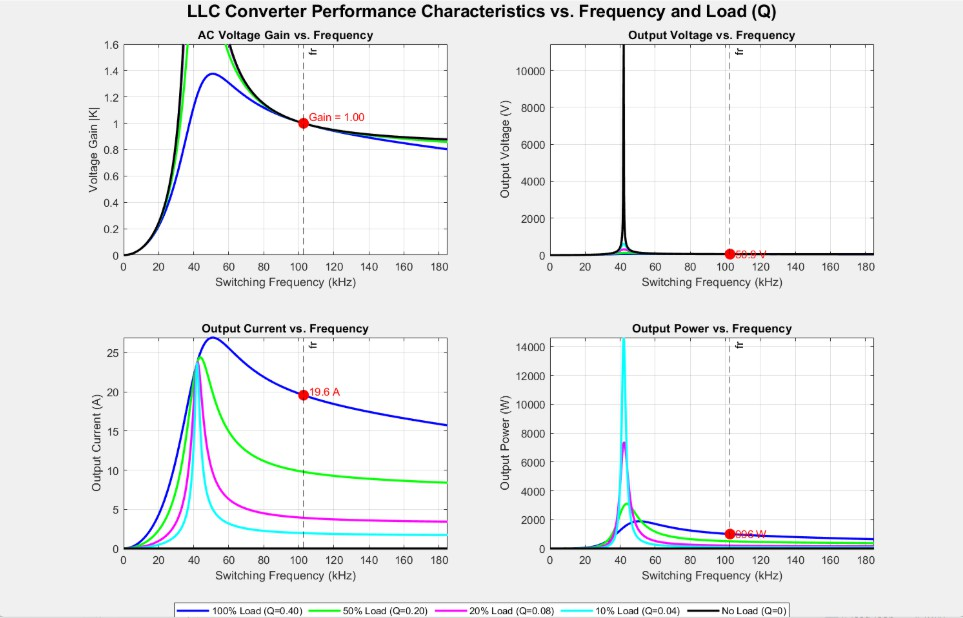 LLC Converter Performance Characteristics vs. Frequency and Load (Q)
AC Voltage Gain vs. Frequency
Voltage Gain |K|
1.6
1.4
1.2
1
0.8
0.6
0.4
0.2
0
fr
Gain = 1.00
0 20 40 60 80 100 120 140 160 180
Switching Frequency (kHz)
Output Voltage vs. Frequency
Output Voltage (V)
10000
8000
6000
4000
2000
0
fr
0 20 40 60 80 100 120 140 160 180
Switching Frequency (kHz)
Output Current vs. Frequency
Output Current (A)
25
20
15
10
5
0
fr
19.6 A
0 20 40 60 80 100 120 140 160 180
Switching Frequency (kHz)
Output Power vs. Frequency
Output Power (W)
14000
12000
10000
8000
6000
4000
2000
0
fr
0 20 40 60 80 100 120 140 160 180
Switching Frequency (kHz)
100% Load (Q=0.40) 50% Load (Q=0.20) 20% Load (Q=0.08) 10% Load (Q=0.04) No Load (Q=0)